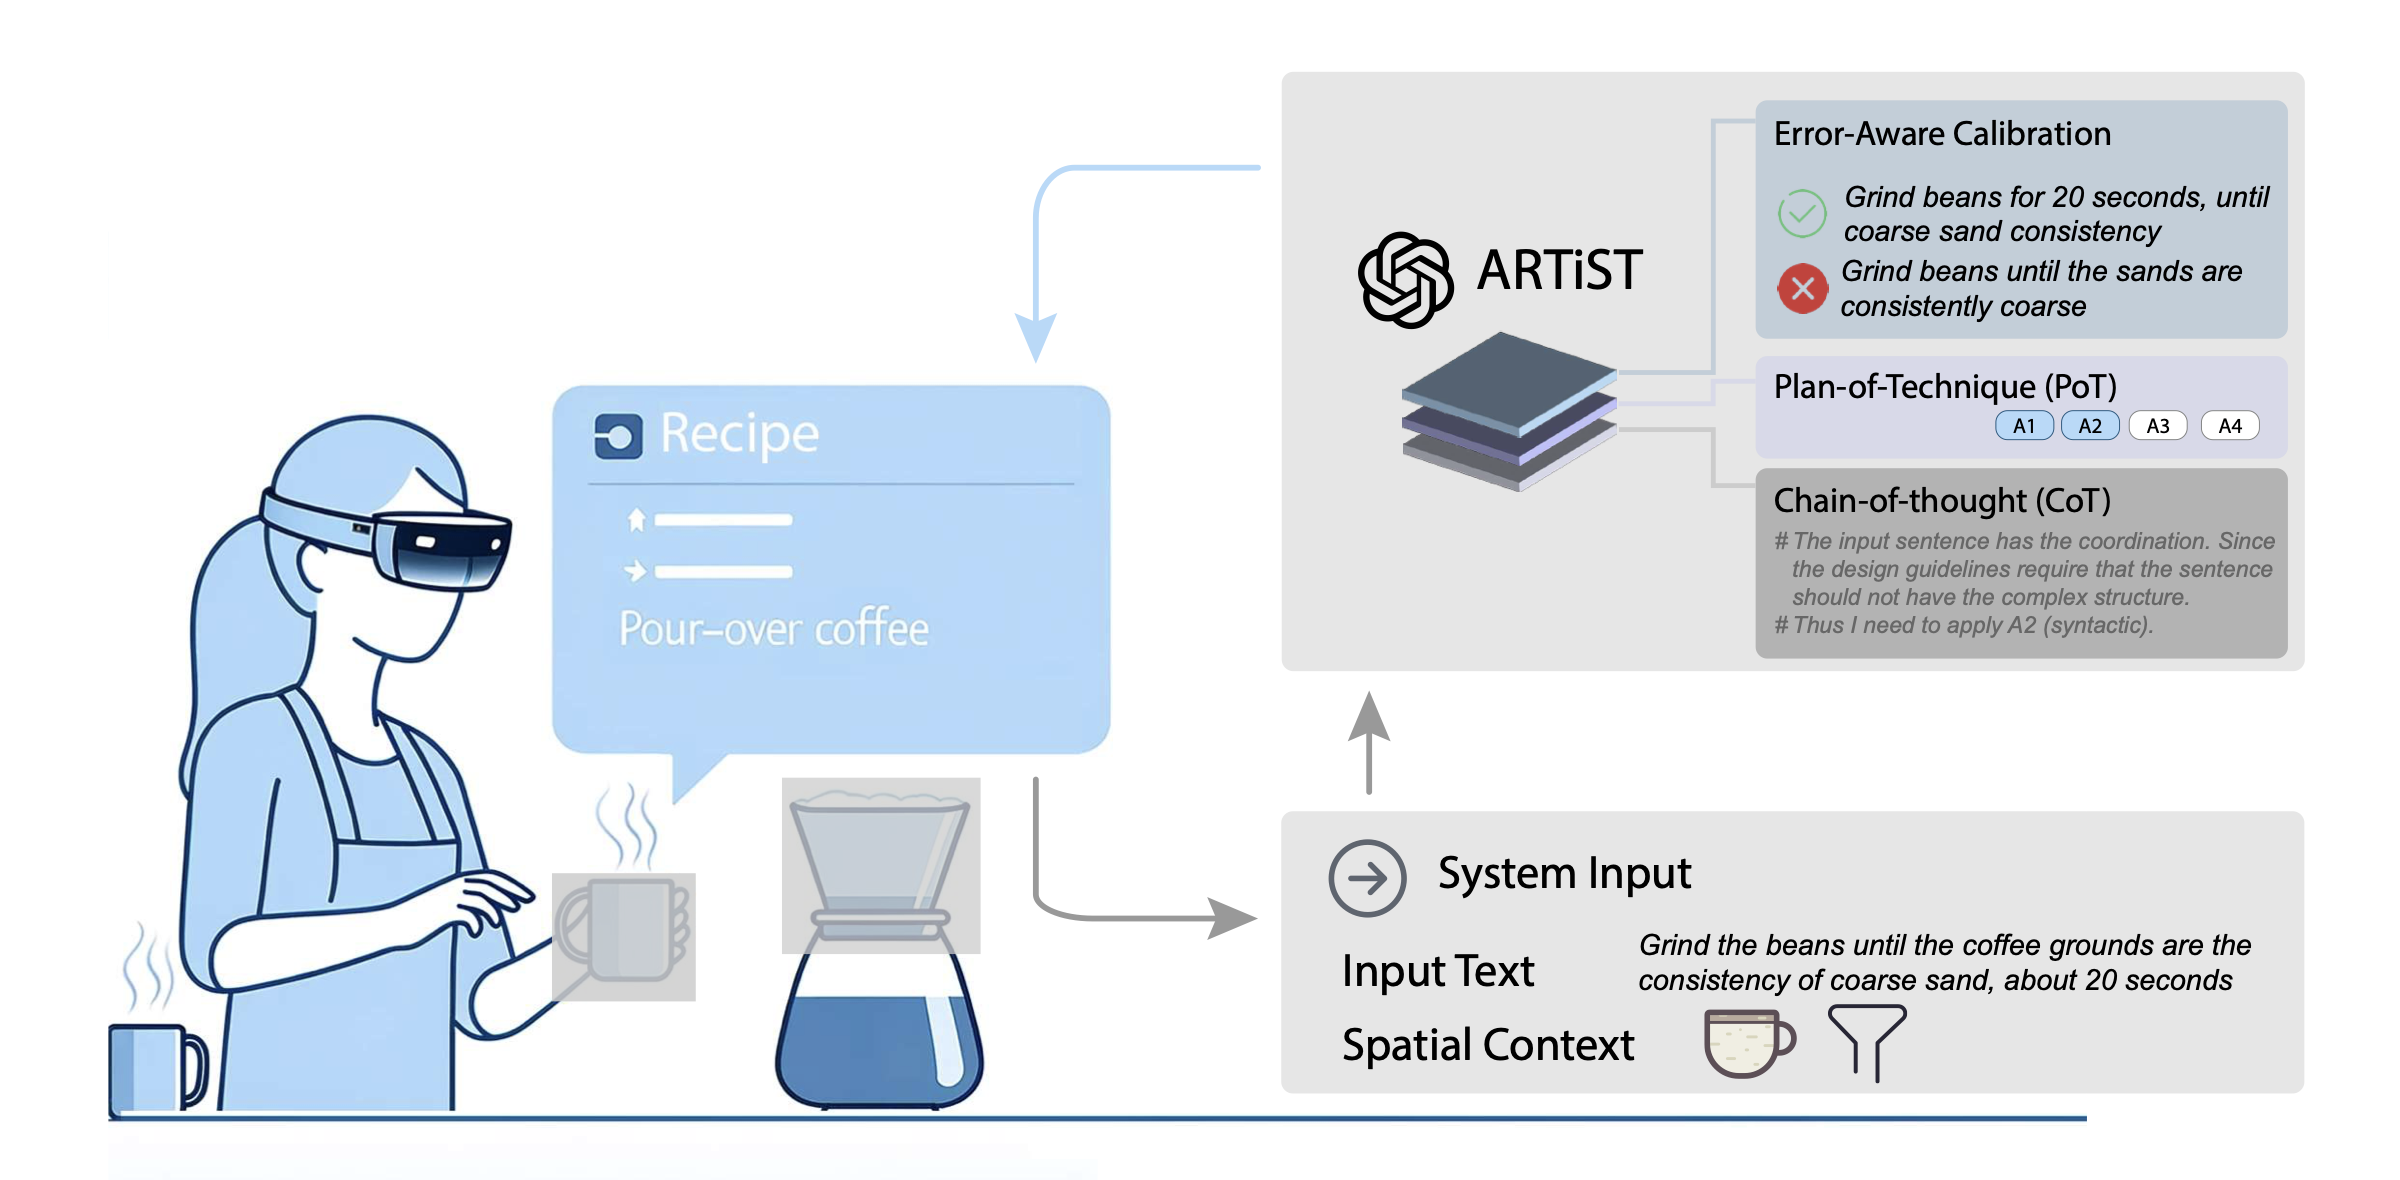 Recipe
Pour-over coffee
ARTiST
Error-Aware Calibration
Grind beans for 20 seconds, until
coarse sand consistency
Grind beans until the sands are
consistently coarse
Plan-of-Technique (PoT)
A1 A2 A3 A4
Chain-of-thought (CoT)
# The input sentence has the coordination. Since
the design guidelines require that the sentence
should not have the complex structure.
# Thus I need to apply A2 (syntactic).
System Input
Input Text
Grind the beans until the coffee grounds are the
consistency of coarse sand, about 20 seconds
Spatial Context